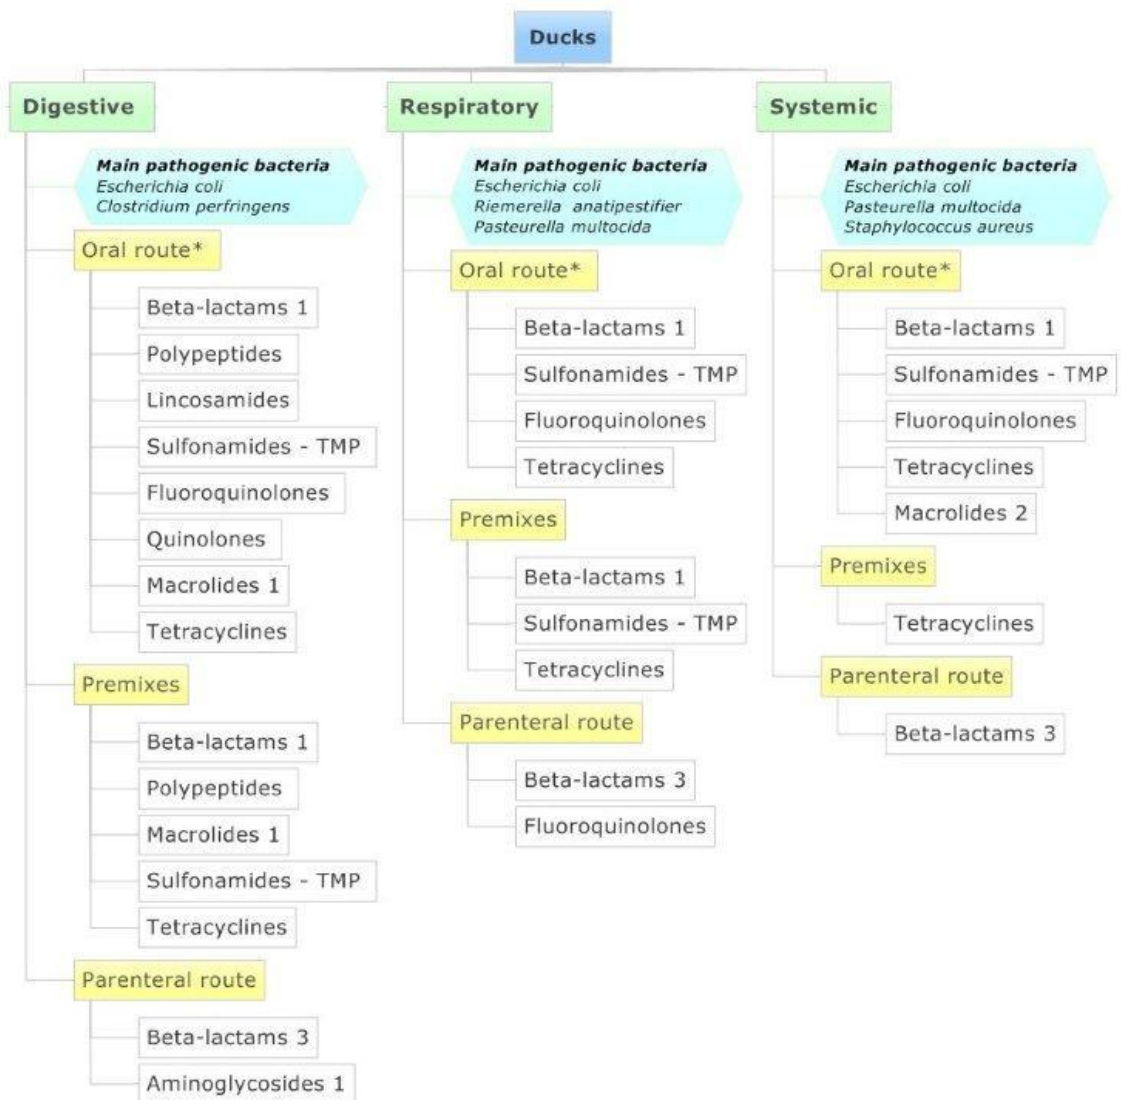 Ducks
Digestive
Main pathogenic bacteria
Escherichia coli
Clostridium perfringens
Oral route*
Beta-lactams 1
Polypeptides
Lincosamides
Sulfonamides - TMP
Fluoroquinolones
Quinolones
Macrolides 1
Tetracyclines
Premixes
Beta-lactams 1
Polypeptides
Macrolides 1
Sulfonamides - TMP
Tetracyclines
Parenteral route
Beta-lactams 3
Aminoglycosides 1
Respiratory
Main pathogenic bacteria
Escherichia coli
Riemerella anatipestifier
Pasteurella multocida
Oral route*
Beta-lactams 1
Sulfonamides - TMP
Fluoroquinolones
Tetracyclines
Premixes
Beta-lactams 1
Sulfonamides - TMP
Tetracyclines
Parenteral route
Beta-lactams 3
Fluoroquinolones
Systemic
Main pathogenic bacteria
Escherichia coli
Pasteurella multocida
Staphylococcus aureus
Oral route*
Beta-lactams 1
Sulfonamides - TMP
Fluoroquinolones
Tetracyclines
Macrolides 2
Premixes
Tetracyclines
Parenteral route
Beta-lactams 3